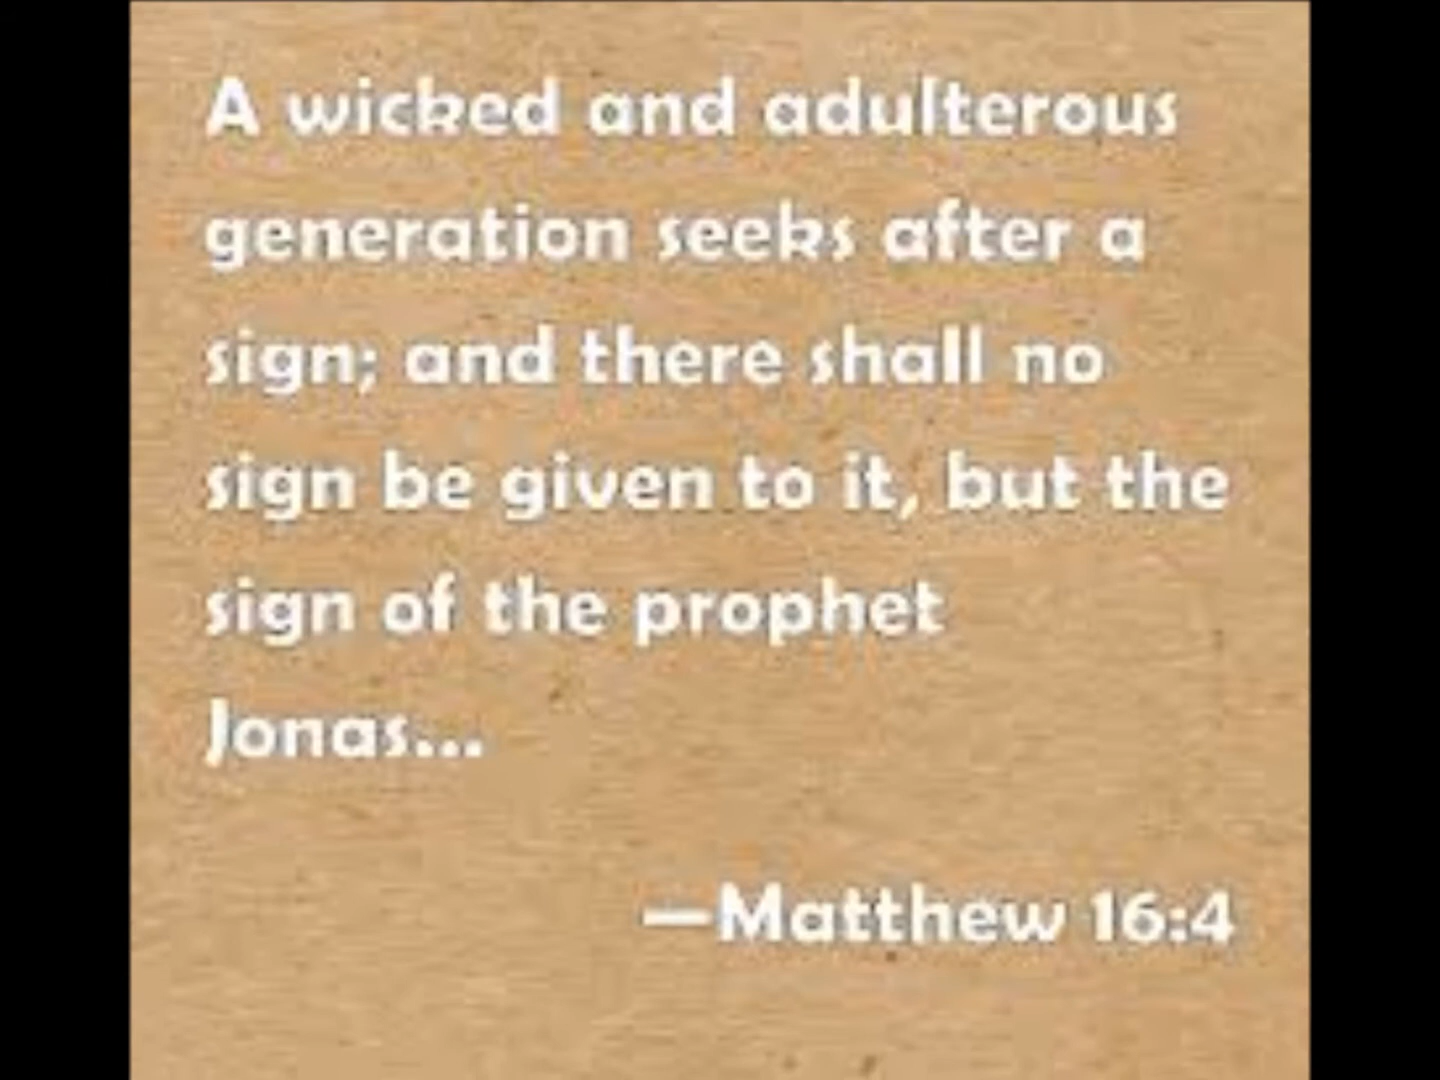 A wicked and adulterous
generation seeks after a
sign; and there shall no
sign be given to it, but the
sign of the prophet
Jonas...
—Matthew 16:4